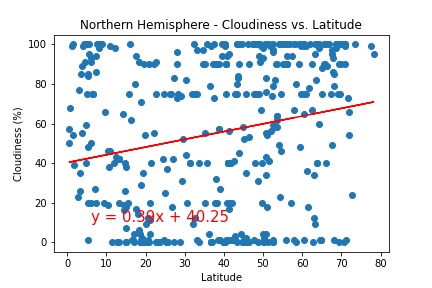 Northern Hemisphere - Cloudiness vs. Latitude
100
80
60
40
20
0
Cloudiness (%)
y = 0.39x + 40.25
0 10 20 30 40 50 60 70 80
Latitude